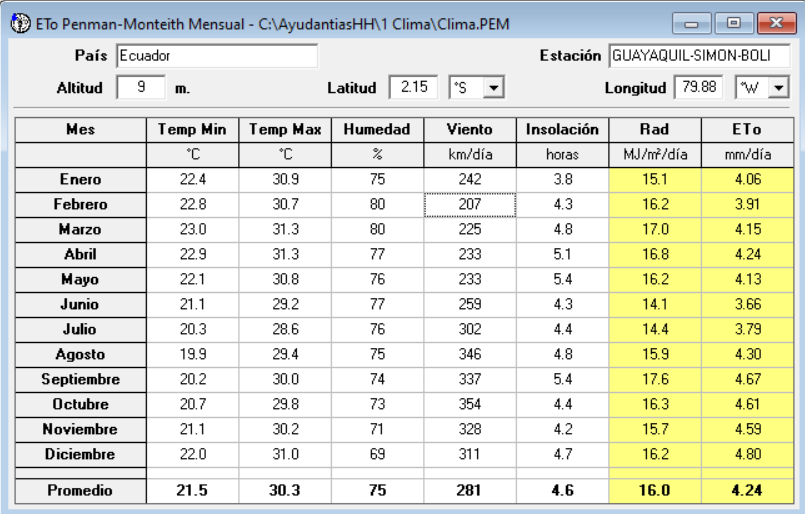 ETo Penman-Monteith Mensual - C:\AyudantiasHH\1 Clima\Clima.PEM
País Ecuador Estación GUAYAQUIL-SIMON-BOLI
Altitud 9 m. Latitud 2.15 °S Longitud 79.88 °W
Mes Temp Min Temp Max Humedad Viento Insolación Rad ETo
°C °C % km/día horas MJ/m²/día mm/día
Enero 22.4 30.9 75 242 3.8 15.1 4.06
Febrero 22.8 30.7 80 207 4.3 16.2 3.91
Marzo 23.0 31.3 80 225 4.8 17.0 4.15
Abril 22.9 31.3 77 233 5.1 16.8 4.24
Mayo 22.1 30.8 76 233 5.4 16.2 4.13
Junio 21.1 29.2 77 259 4.3 14.1 3.66
Julio 20.3 28.6 76 302 4.4 14.4 3.79
Agosto 19.9 29.4 75 346 4.8 15.9 4.30
Septiembre 20.2 30.0 74 337 5.4 17.6 4.67
Octubre 20.7 29.8 73 354 4.4 16.3 4.61
Noviembre 21.1 30.2 71 328 4.2 15.7 4.59
Diciembre 22.0 31.0 69 311 4.7 16.2 4.80
Promedio 21.5 30.3 75 281 4.6 16.0 4.24